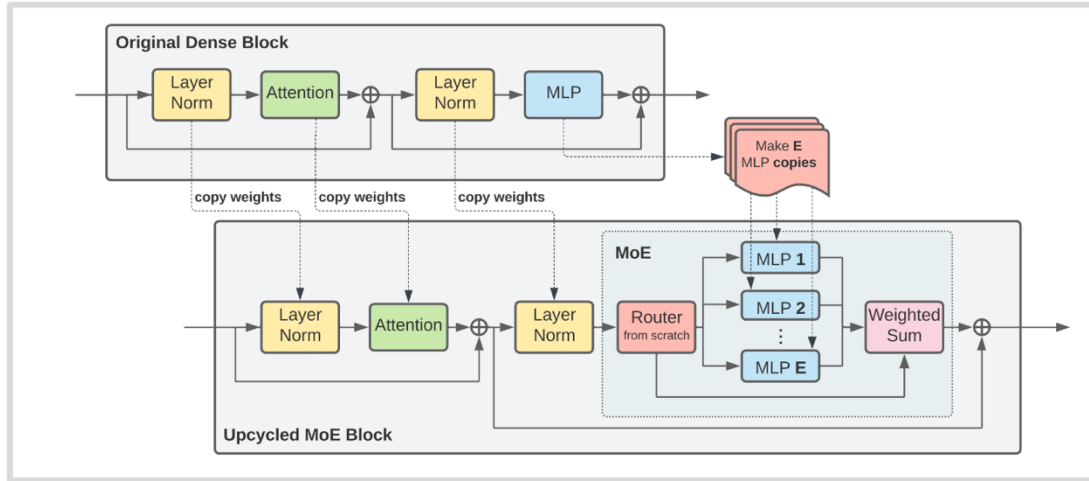 Original Dense Block
Layer
Norm
Attention
Layer
Norm
MLP
Make E
MLP copies
copy weights
copy weights
copy weights
MoE
MLP 1
Layer
Norm
Attention
Layer
Norm
Router
from scratch
MLP 2
⋮
MLP E
Weighted
Sum
Upcycled MoE Block